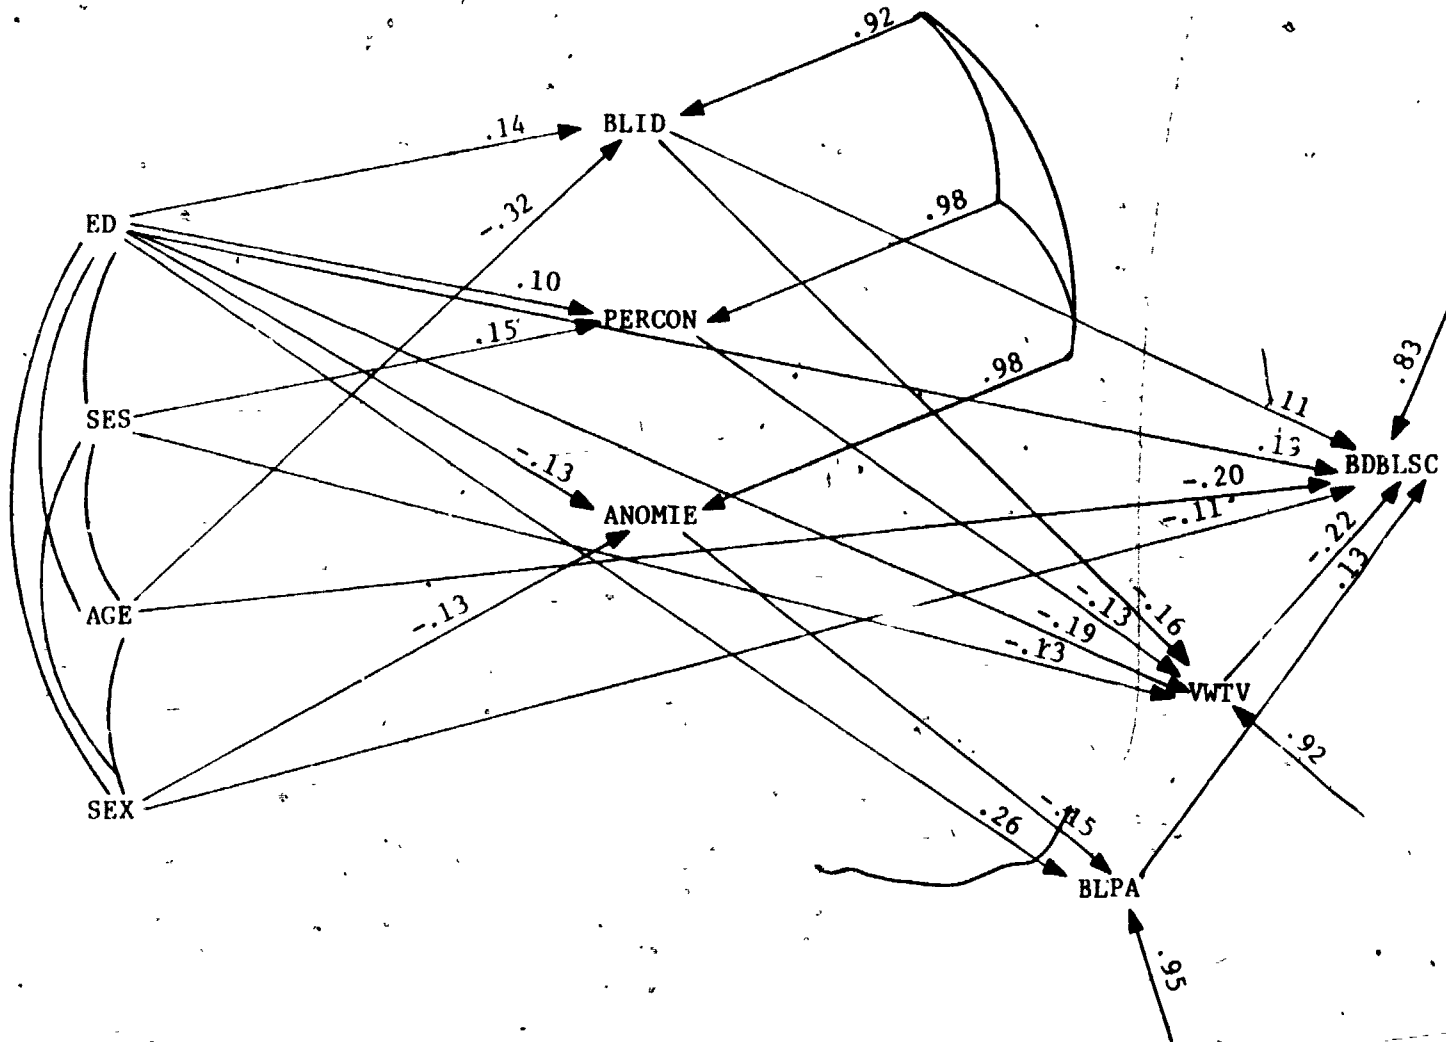 .92
BLID
.14
-.32
.98
ED
.10
PERCON
.15
.98
.83
SES
.11
.13
BDBLSC
-.13
-.20
ANOMIE
-.11
-.22
.13
AGE
-.13
-.16
-.13
-.19
-.13
VWTV
.92
SEX
.26
-.15
BLPA
.95